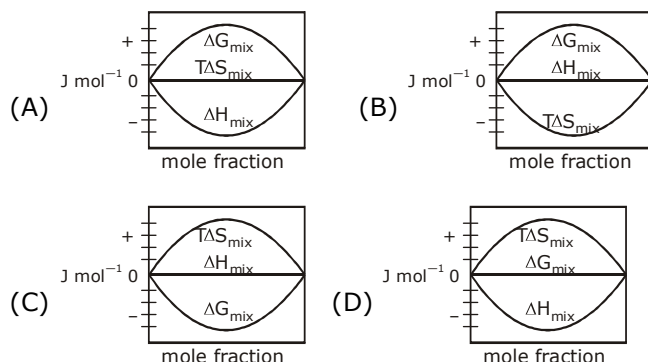 +
ΔG_mix
TΔS_mix
J mol⁻¹ 0
(A)
ΔH_mix
–
mole fraction
+
ΔG_mix
ΔH_mix
J mol⁻¹ 0
(B)
TΔS_mix
–
mole fraction
+
TΔS_mix
ΔH_mix
J mol⁻¹ 0
(C)
ΔG_mix
–
mole fraction
+
TΔS_mix
ΔG_mix
J mol⁻¹ 0
(D)
ΔH_mix
–
mole fraction